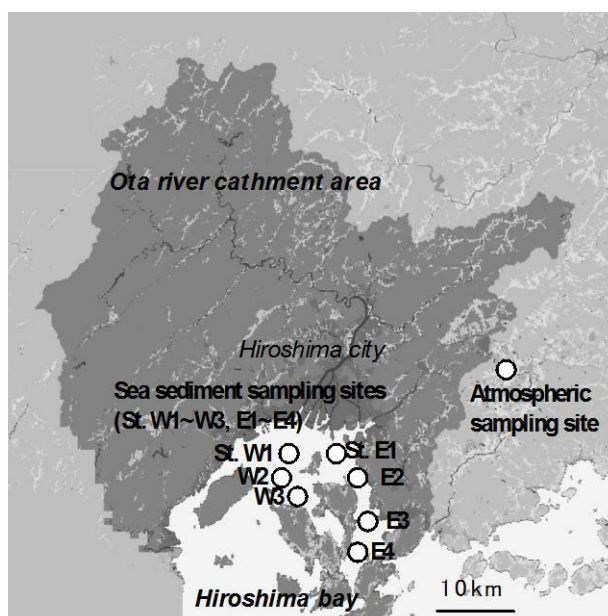 Ota river cathment area
Hiroshima city
Sea sediment sampling sites
(St. W1~W3, E1~E4)
Atmospheric
sampling site
St. W1
St. E1
W2
E2
W3
E3
E4
Hiroshima bay
10km